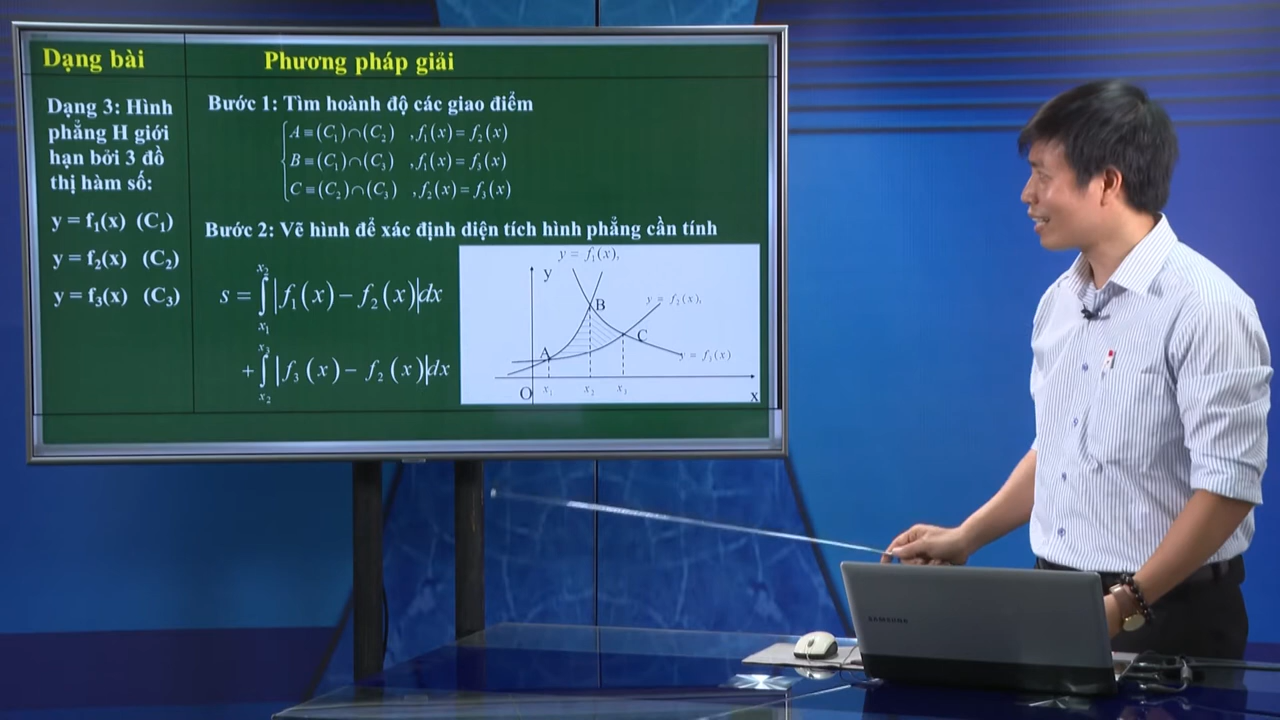 Dạng bài
Phương pháp giải
Dạng 3: Hình
phẳng H giới
hạn bởi 3 đồ
thị hàm số:
y = f₁(x) (C₁)
y = f₂(x) (C₂)
y = f₃(x) (C₃)
Bước 1: Tìm hoành độ các giao điểm
A ≡ (C₁)∩(C₂) , f₁(x) = f₂(x)
B ≡ (C₁)∩(C₃) , f₁(x) = f₃(x)
C ≡ (C₂)∩(C₃) , f₂(x) = f₃(x)
Bước 2: Vẽ hình để xác định diện tích hình phẳng cần tính
s = ∫_{x₁}^{x₂} |f₁(x) − f₂(x)|dx
+ ∫_{x₂}^{x₃} |f₃(x) − f₂(x)|dx
y = f₁(x),
y
B
y = f₂(x),
C
A
y = f₃(x)
O x₁ x₂ x₃ x
SAMSUNG